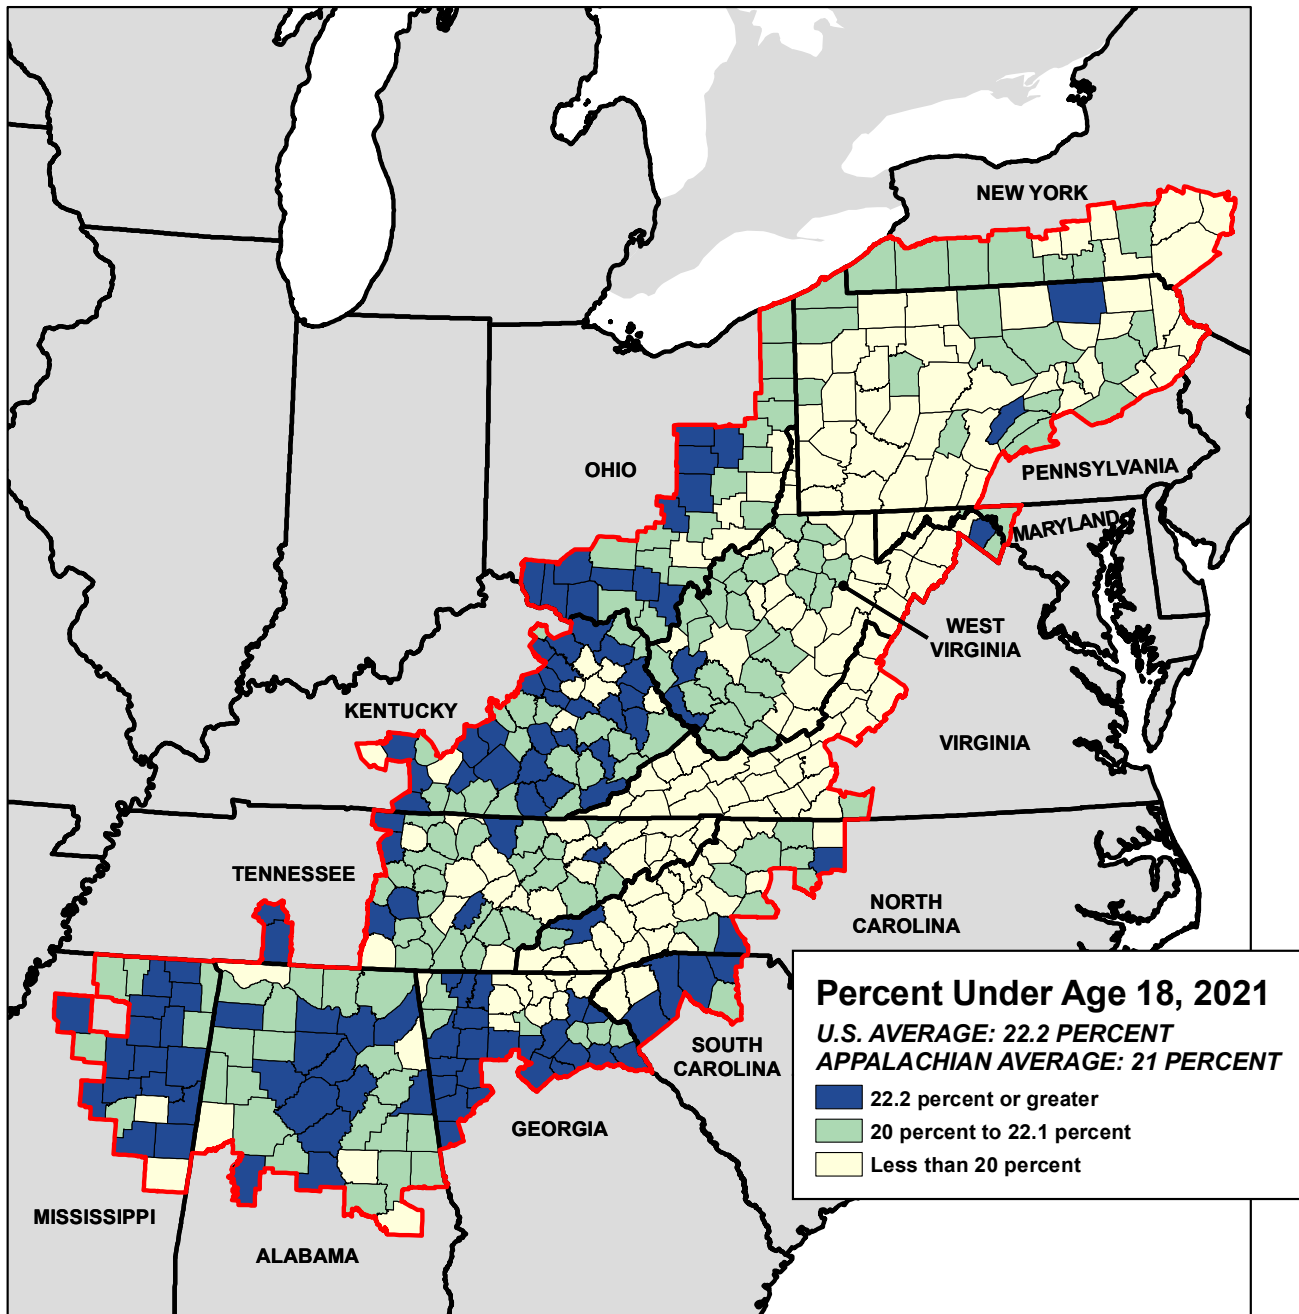 NEW YORK
OHIO
PENNSYLVANIA
MARYLAND
WEST
VIRGINIA
KENTUCKY
VIRGINIA
TENNESSEE
NORTH
CAROLINA
SOUTH
CAROLINA
GEORGIA
MISSISSIPPI
ALABAMA
Percent Under Age 18, 2021
U.S. AVERAGE: 22.2 PERCENT
APPALACHIAN AVERAGE: 21 PERCENT
22.2 percent or greater
20 percent to 22.1 percent
Less than 20 percent